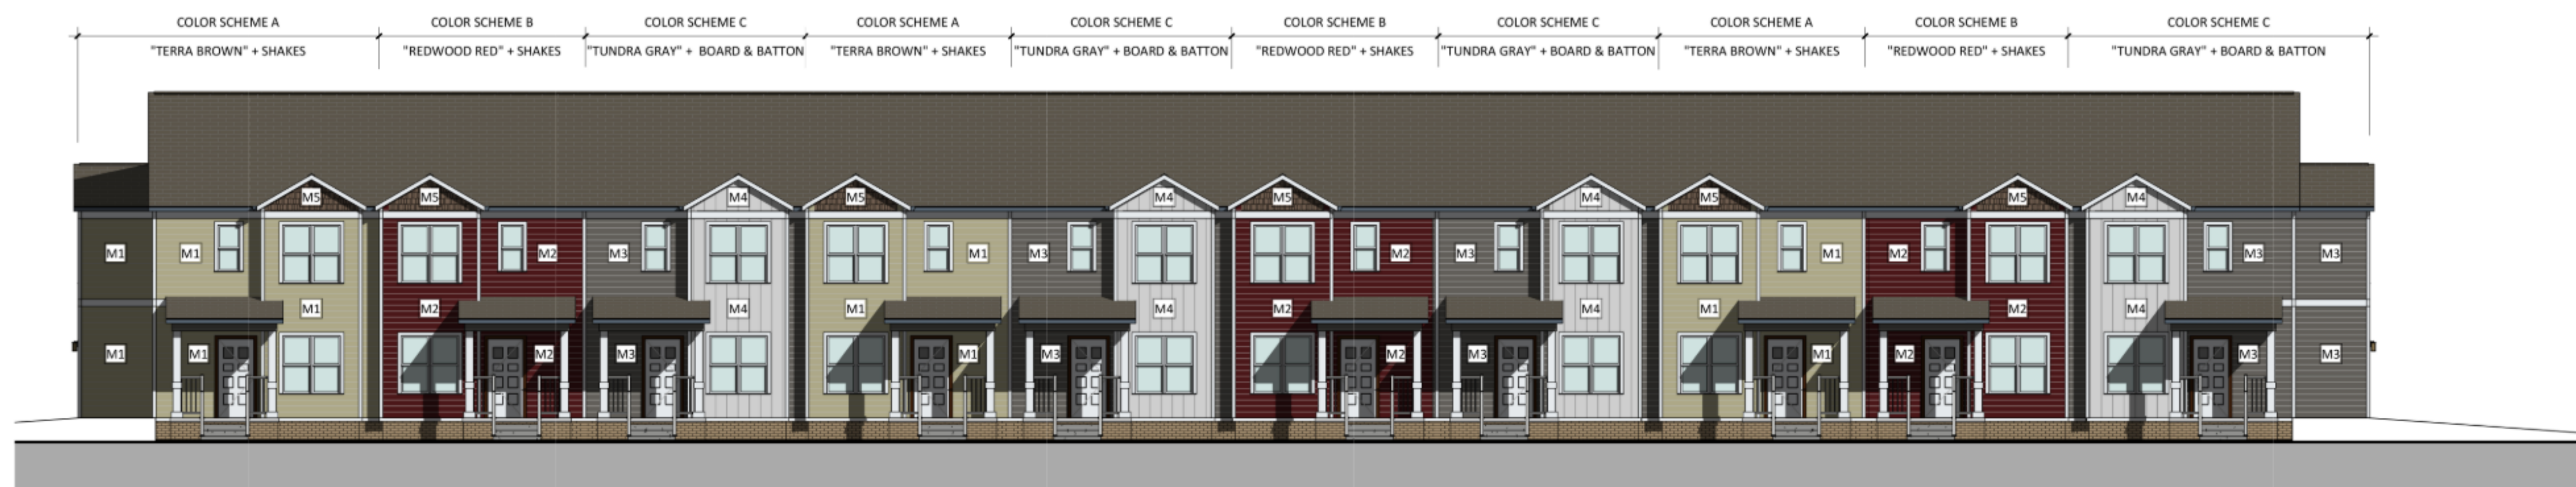 COLOR SCHEME A COLOR SCHEME B COLOR SCHEME C COLOR SCHEME A COLOR SCHEME C COLOR SCHEME B COLOR SCHEME C COLOR SCHEME A COLOR SCHEME B COLOR SCHEME C
"TERRA BROWN" + SHAKES "REDWOOD RED" + SHAKES "TUNDRA GRAY" + BOARD & BATTON "TERRA BROWN" + SHAKES "TUNDRA GRAY" + BOARD & BATTON "REDWOOD RED" + SHAKES "TUNDRA GRAY" + BOARD & BATTON "TERRA BROWN" + SHAKES "REDWOOD RED" + SHAKES "TUNDRA GRAY" + BOARD & BATTON
M5 M5 M4 M5 M4 M5 M4 M5 M5 M4
M1 M1 M2 M3 M1 M3 M2 M3 M1 M2 M3 M3
M1 M2 M4 M1 M4 M2 M4 M1 M2 M4
M1 M1 M2 M3 M1 M3 M2 M3 M1 M2 M3 M3